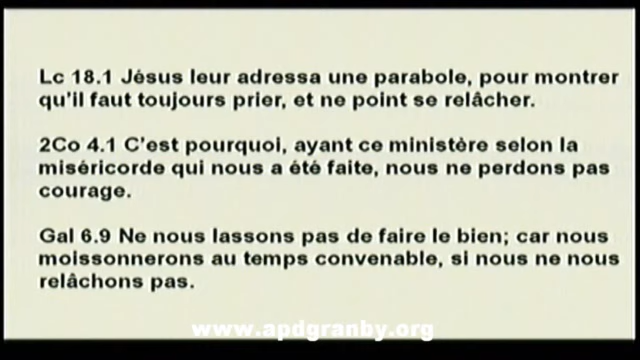 Lc 18.1 Jésus leur adressa une parabole, pour montrer
qu'il faut toujours prier, et ne point se relâcher.
2Co 4.1 C'est pourquoi, ayant ce ministère selon la
miséricorde qui nous a été faite, nous ne perdons pas
courage.
Gal 6.9 Ne nous lassons pas de faire le bien; car nous
moissonnerons au temps convenable, si nous ne nous
relâchons pas.
www.apdgranby.org